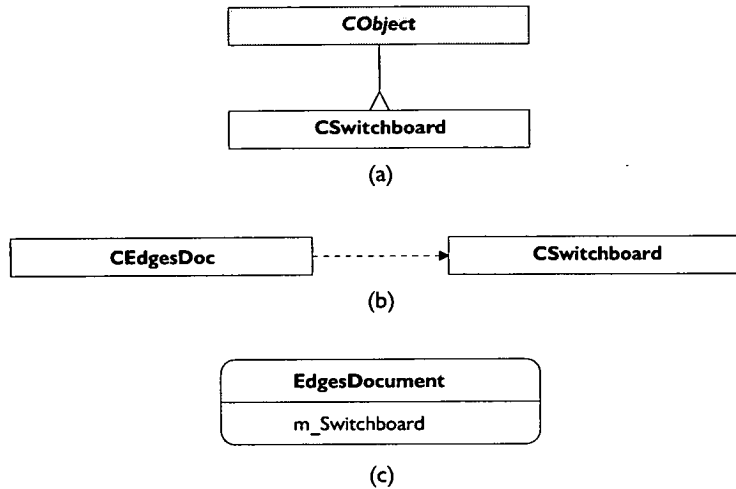 CObject
CSwitchboard
(a)
CEdgesDoc
CSwitchboard
(b)
EdgesDocument
m_Switchboard
(c)